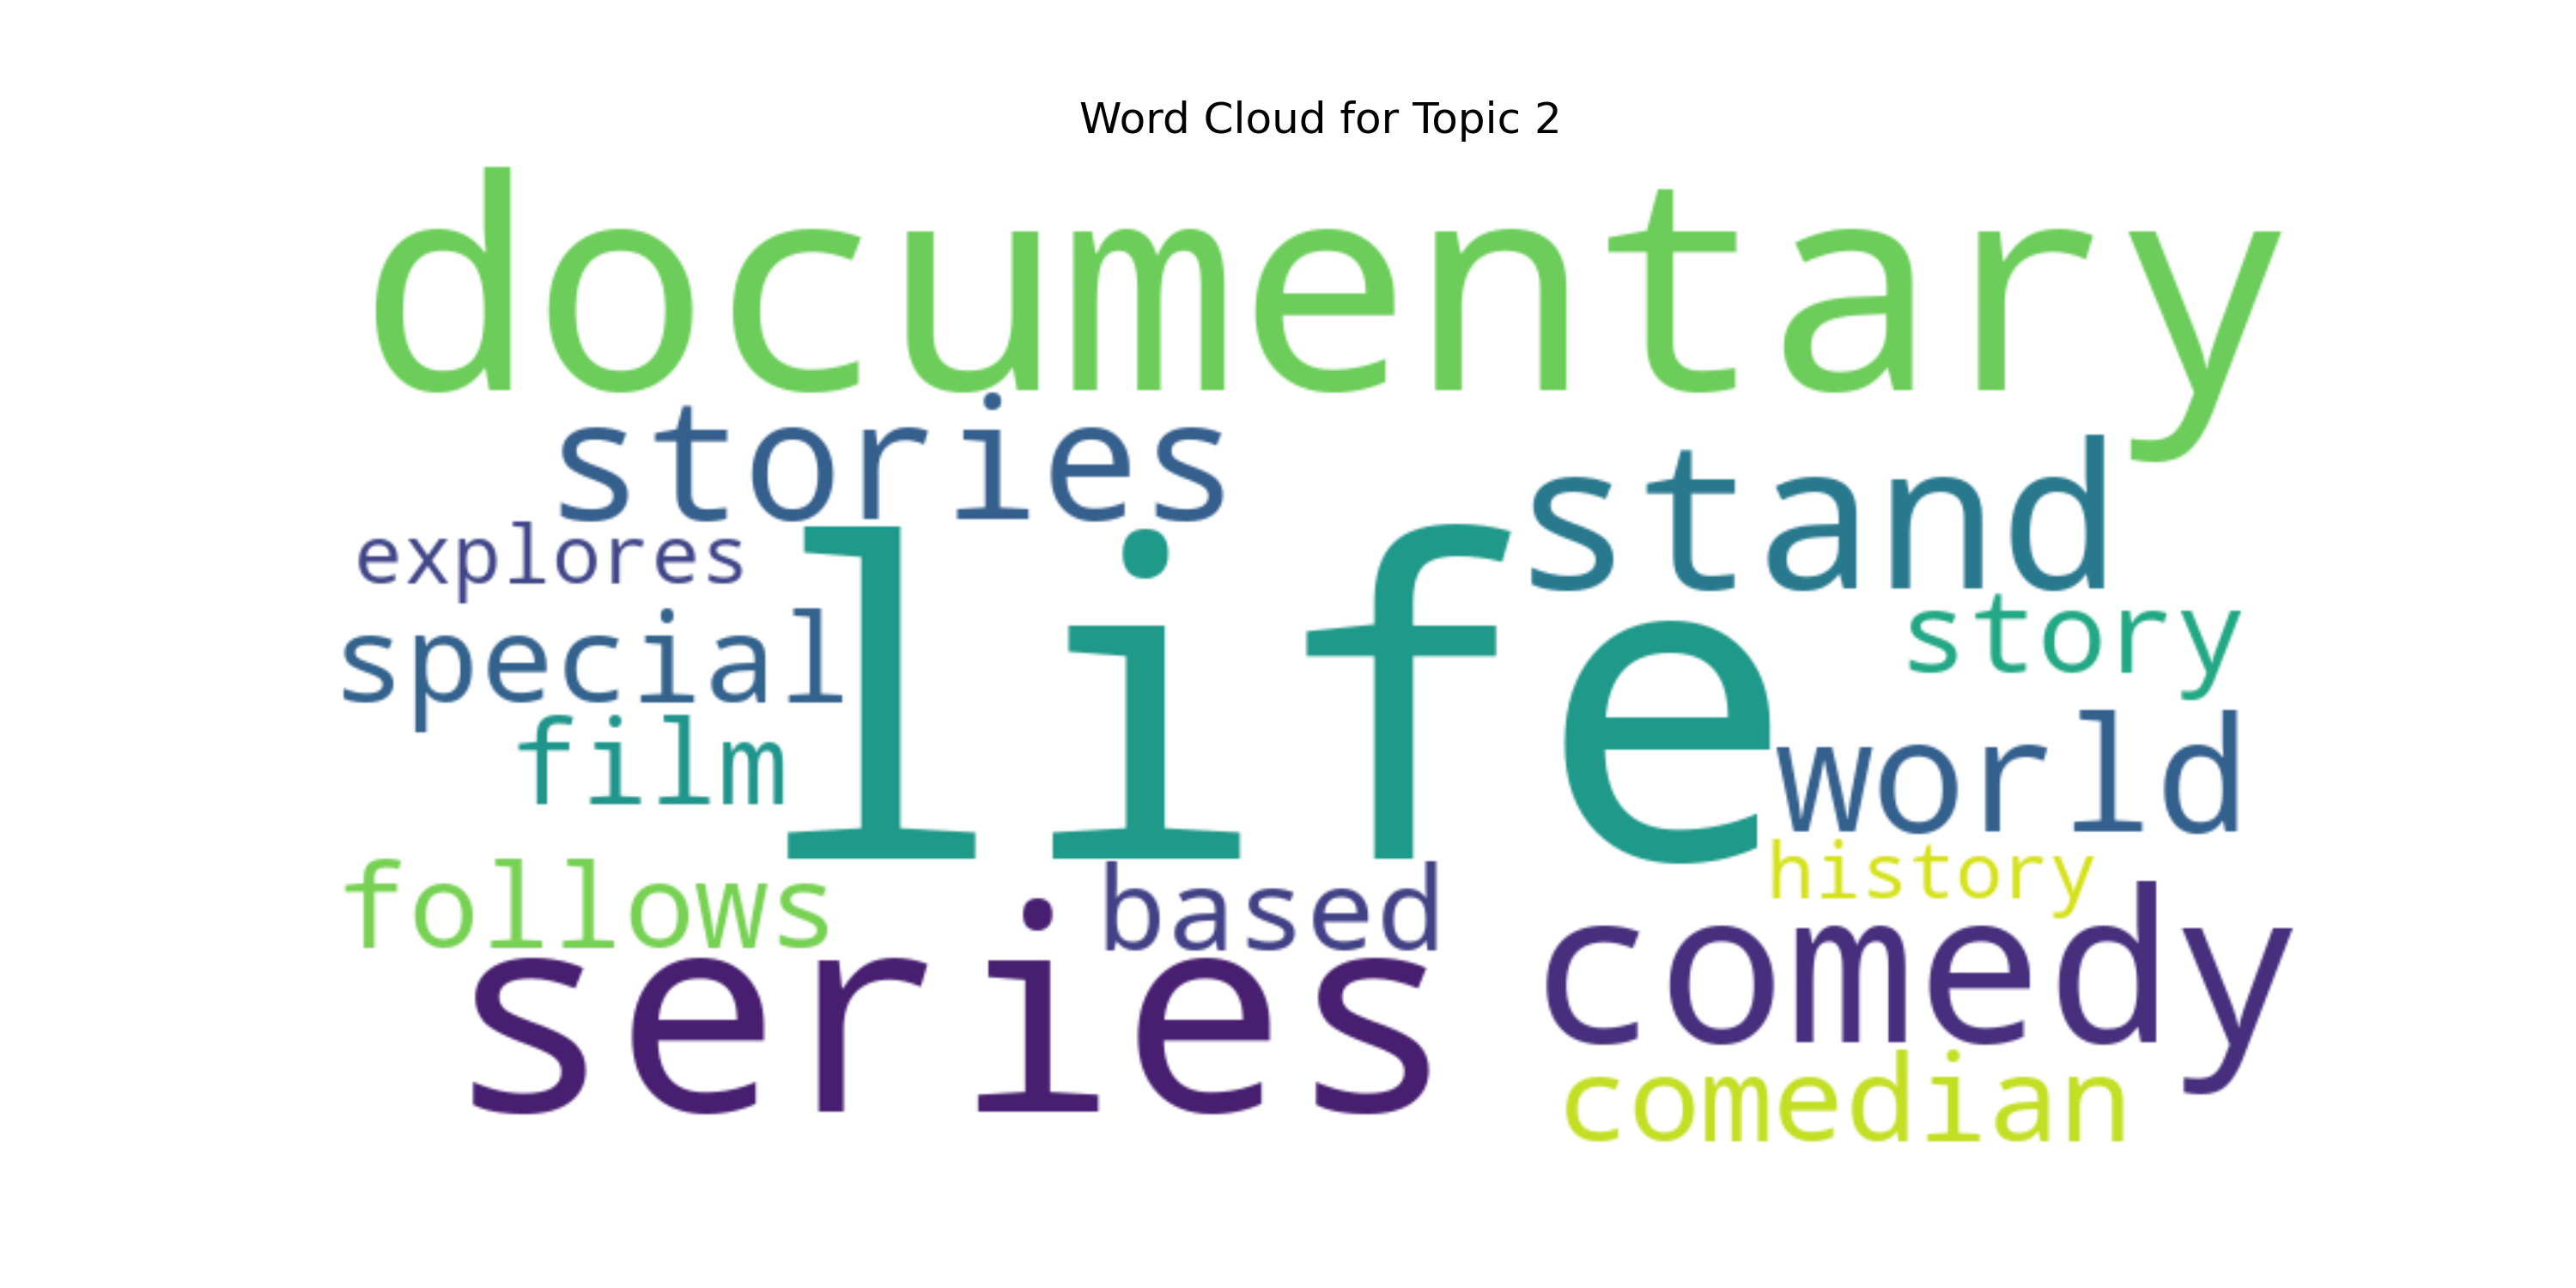 Word Cloud for Topic 2
documentary
stories
stand
explores
life
special
story
film
world
follows
based
history
series
comedy
comedian